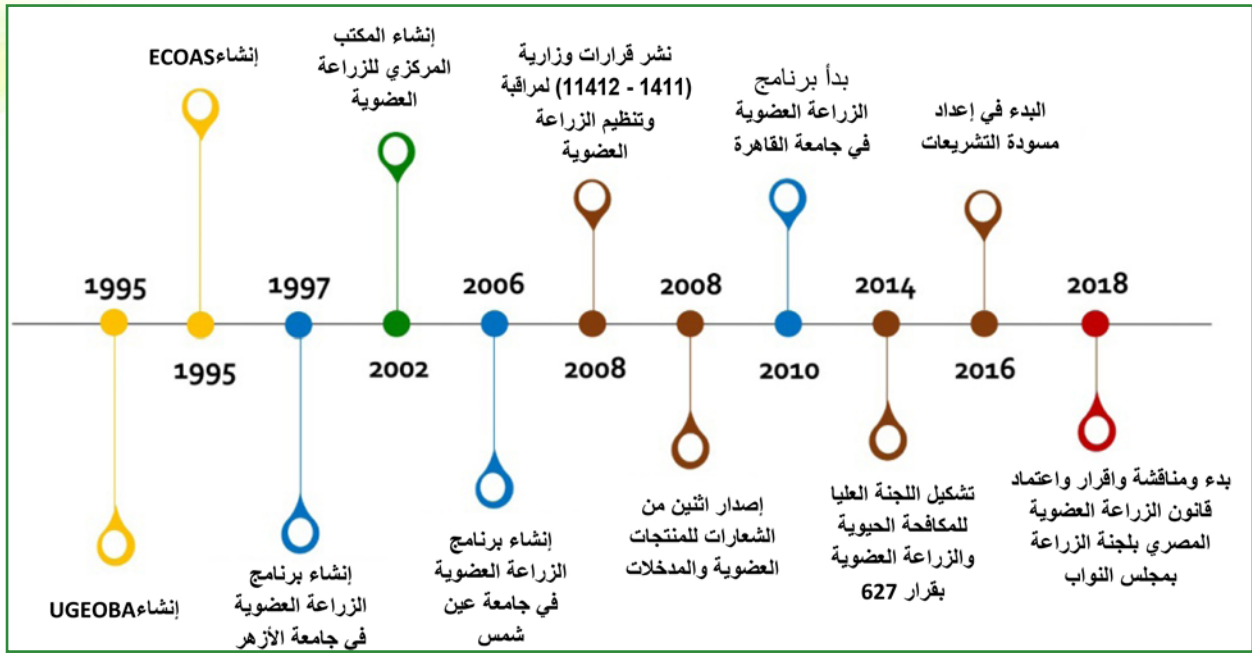 إنشاء UGEOBA
1995
إنشاء ECOAS
1995
1997
إنشاء برنامج
الزراعة العضوية
في جامعة الأزهر
إنشاء المكتب
المركزي للزراعة
العضوية
2002
2006
إنشاء برنامج
الزراعة العضوية
في جامعة عين
شمس
نشر قرارات وزارية
(1411 - 11412) لمراقبة
وتنظيم الزراعة
العضوية
2008
2008
إصدار اثنين من
الشعارات للمنتجات
العضوية والمدخلات
بدأ برنامج
الزراعة العضوية
في جامعة القاهرة
2010
2014
تشكيل اللجنة العليا
للمكافحة الحيوية
والزراعة العضوية
بقرار 627
البدء في إعداد
مسودة التشريعات
2016
2018
بدء ومناقشة واقرار واعتماد
قانون الزراعة العضوية
المصري بلجنة الزراعة
بمجلس النواب